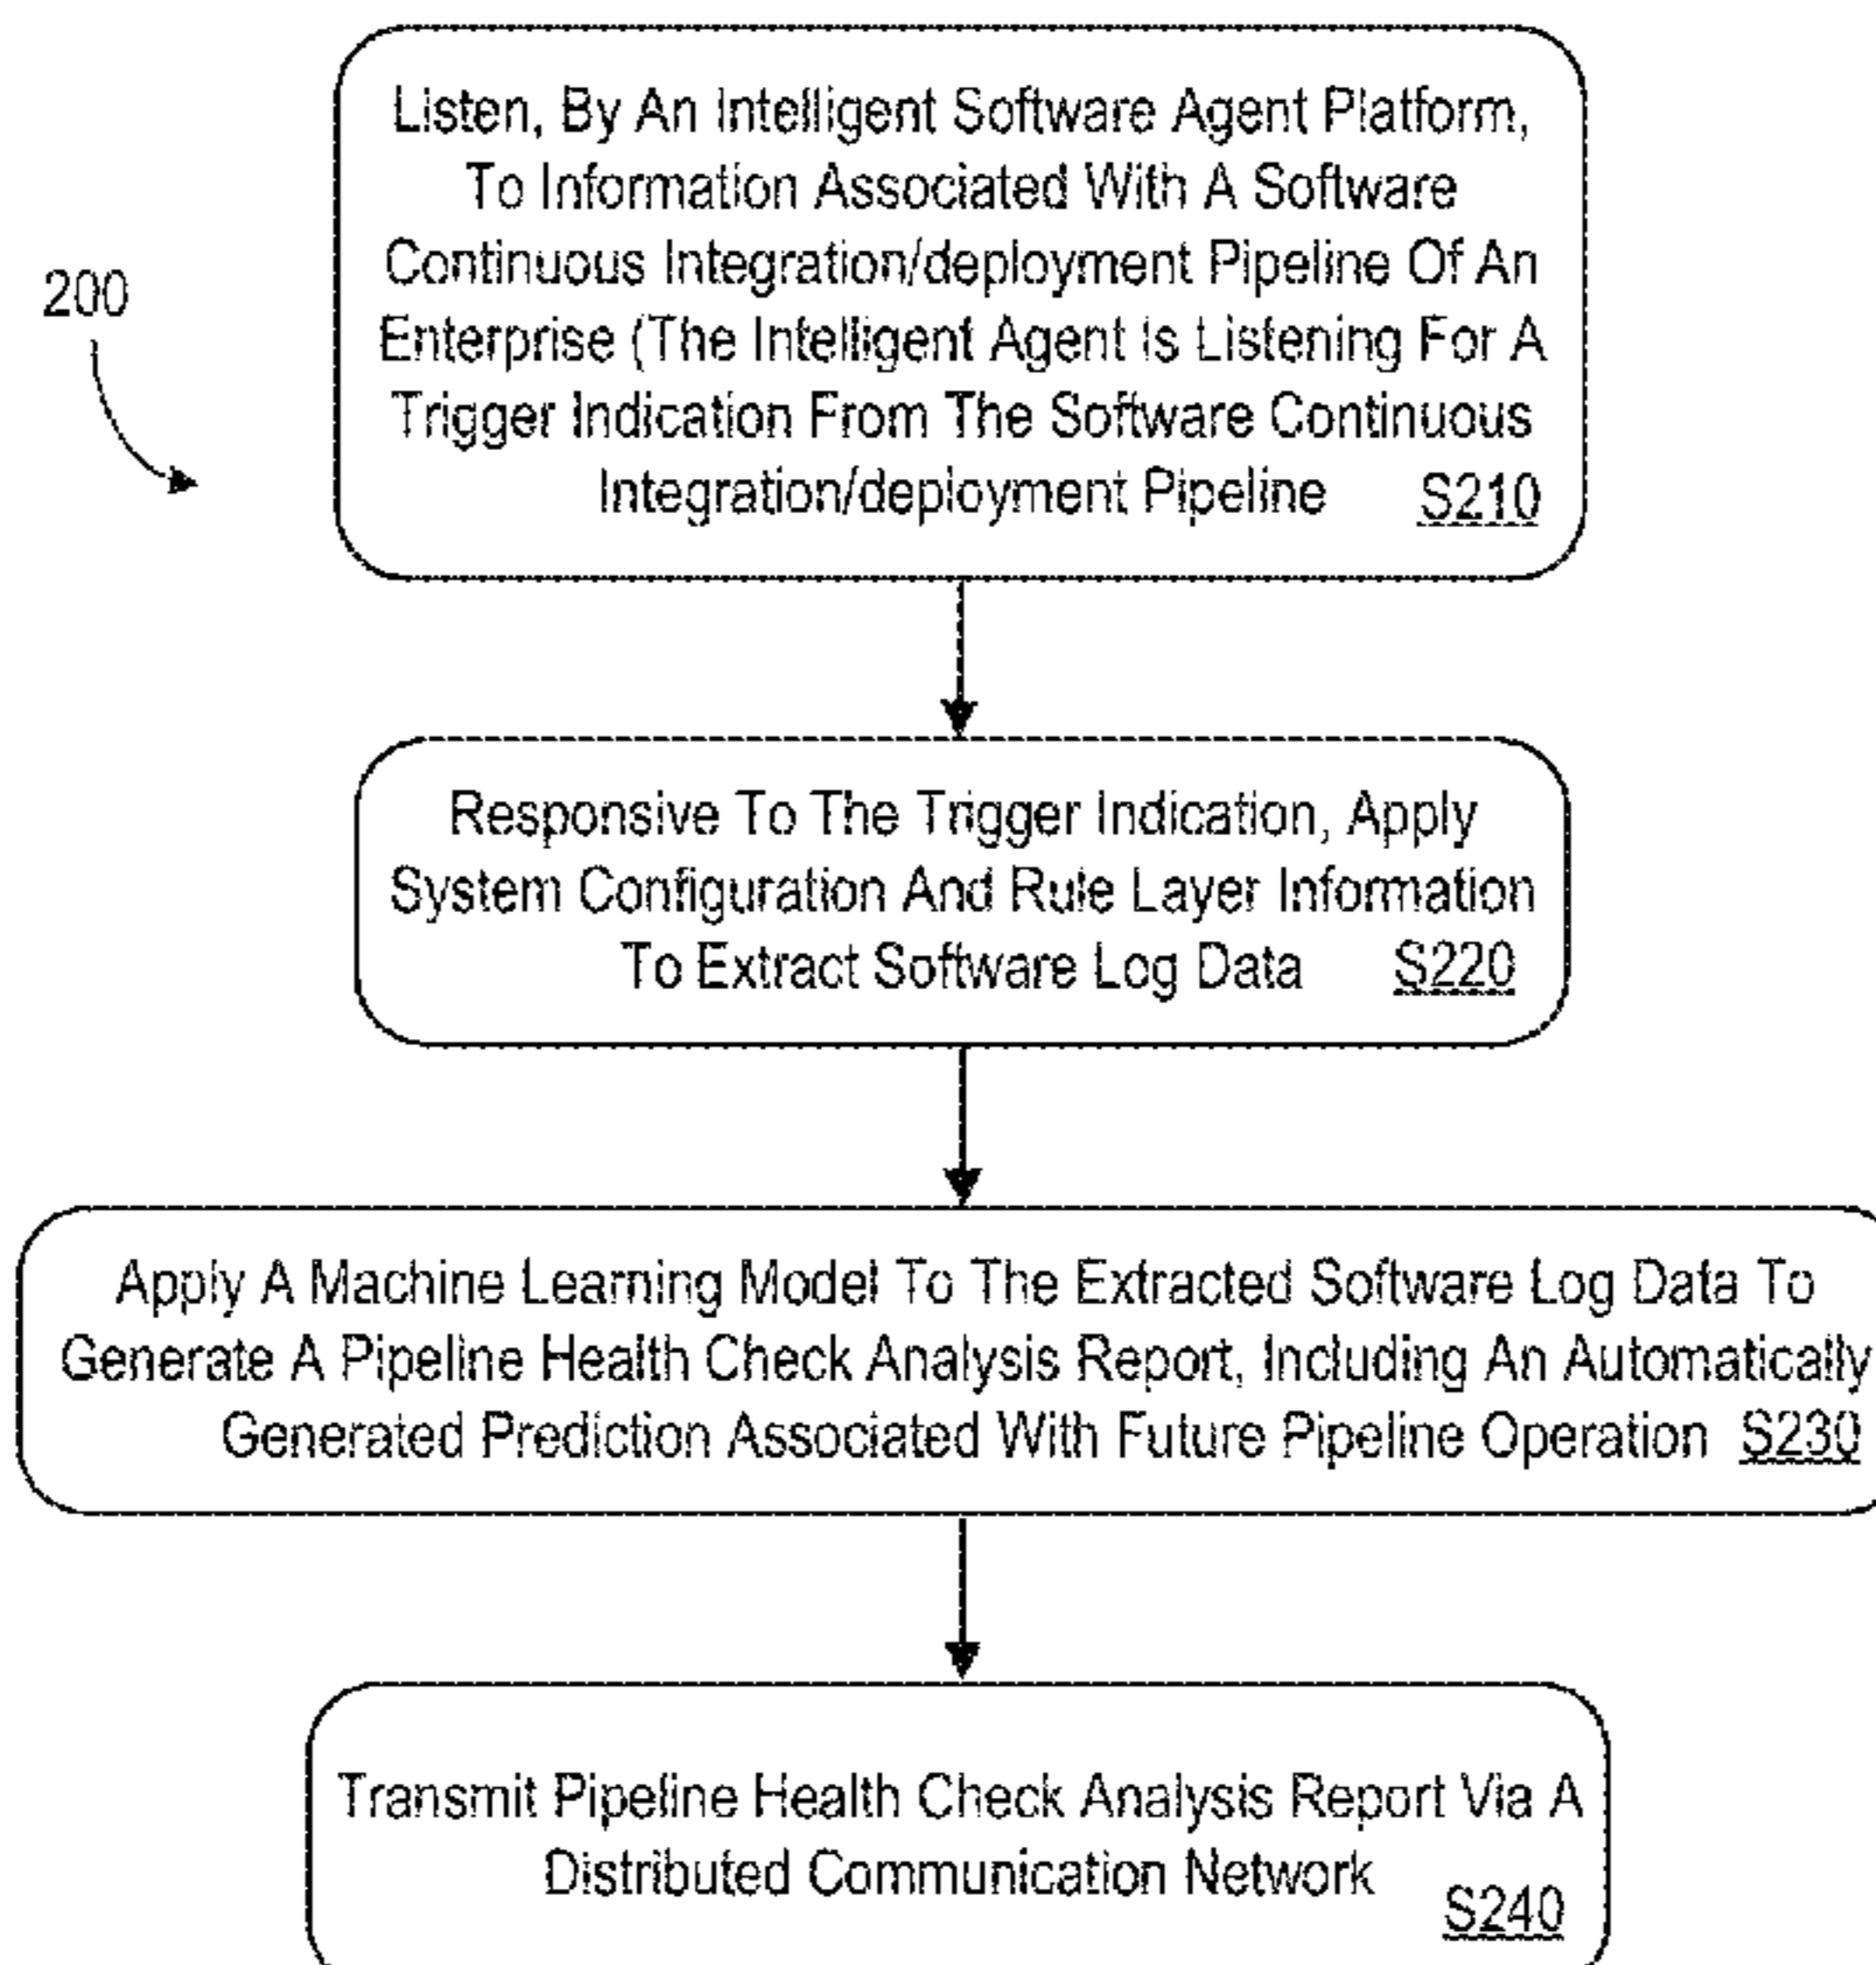 200
Listen, By An Intelligent Software Agent Platform,
To Information Associated With A Software
Continuous Integration/deployment Pipeline Of An
Enterprise (The Intelligent Agent Is Listening For A
Trigger Indication From The Software Continuous
Integration/deployment Pipeline S210
Responsive To The Trigger Indication, Apply
System Configuration And Rule Layer Information
To Extract Software Log Data S220
Apply A Machine Learning Model To The Extracted Software Log Data To
Generate A Pipeline Health Check Analysis Report, Including An Automatically
Generated Prediction Associated With Future Pipeline Operation S230
Transmit Pipeline Health Check Analysis Report Via A
Distributed Communication Network
S240